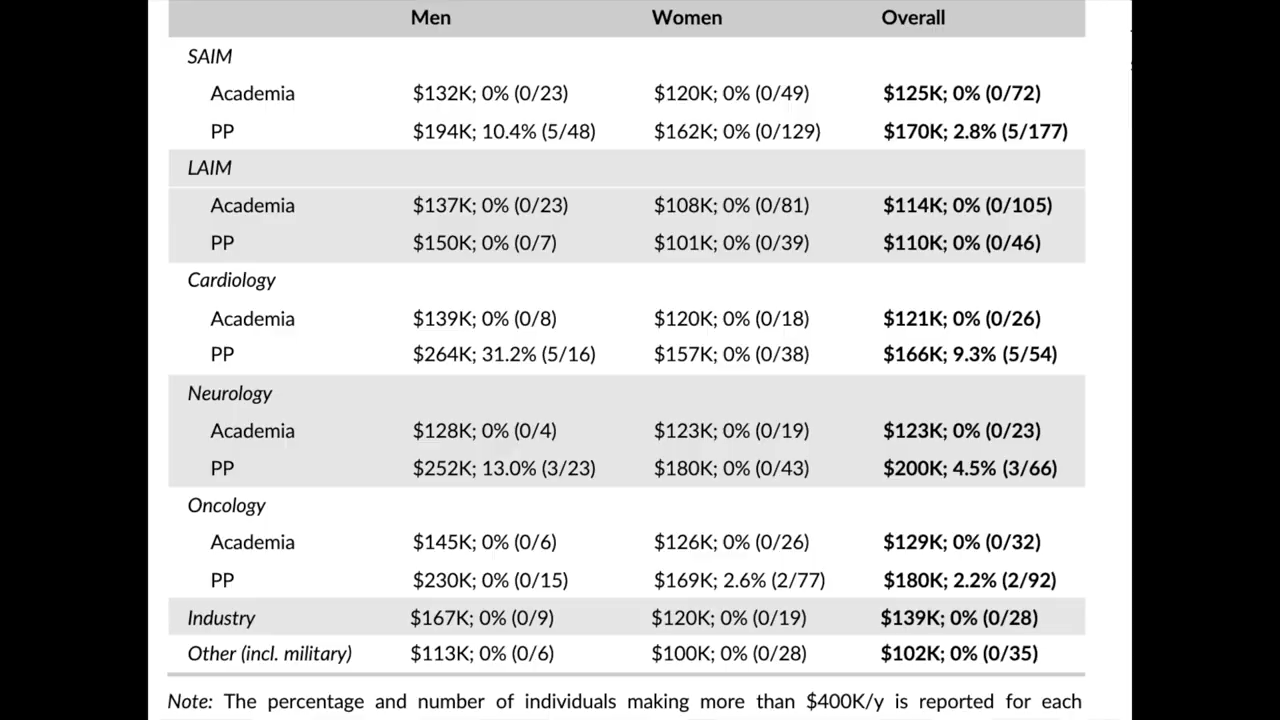 Men Women Overall
SAIM
Academia $132K; 0% (0/23) $120K; 0% (0/49) $125K; 0% (0/72)
PP $194K; 10.4% (5/48) $162K; 0% (0/129) $170K; 2.8% (5/177)
LAIM
Academia $137K; 0% (0/23) $108K; 0% (0/81) $114K; 0% (0/105)
PP $150K; 0% (0/7) $101K; 0% (0/39) $110K; 0% (0/46)
Cardiology
Academia $139K; 0% (0/8) $120K; 0% (0/18) $121K; 0% (0/26)
PP $264K; 31.2% (5/16) $157K; 0% (0/38) $166K; 9.3% (5/54)
Neurology
Academia $128K; 0% (0/4) $123K; 0% (0/19) $123K; 0% (0/23)
PP $252K; 13.0% (3/23) $180K; 0% (0/43) $200K; 4.5% (3/66)
Oncology
Academia $145K; 0% (0/6) $126K; 0% (0/26) $129K; 0% (0/32)
PP $230K; 0% (0/15) $169K; 2.6% (2/77) $180K; 2.2% (2/92)
Industry $167K; 0% (0/9) $120K; 0% (0/19) $139K; 0% (0/28)
Other (incl. military) $113K; 0% (0/6) $100K; 0% (0/28) $102K; 0% (0/35)
Note: The percentage and number of individuals making more than $400K/y is reported for each